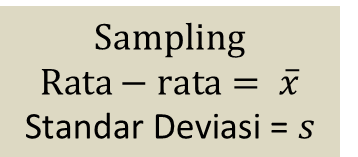 Sampling
Rata – rata = x̄
Standar Deviasi = s